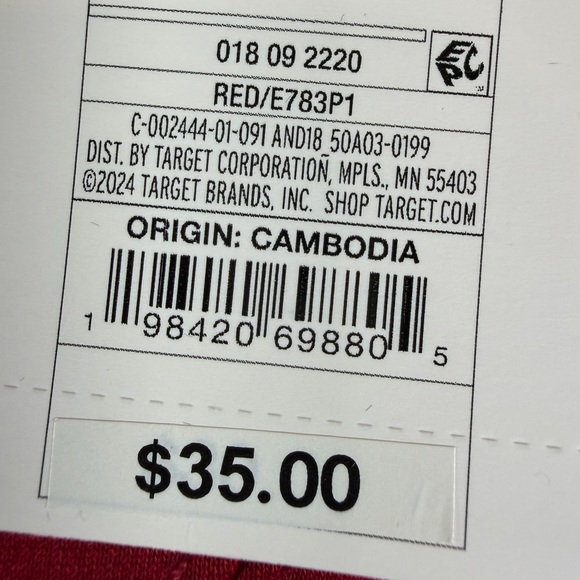 018 09 2220
EPC
RED/E783P1
C-002444-01-091 AND18 50A03-0199
DIST. BY TARGET CORPORATION, MPLS., MN 55403
©2024 TARGET BRANDS, INC. SHOP TARGET.COM
ORIGIN: CAMBODIA
1 98420 69880 5
$35.00